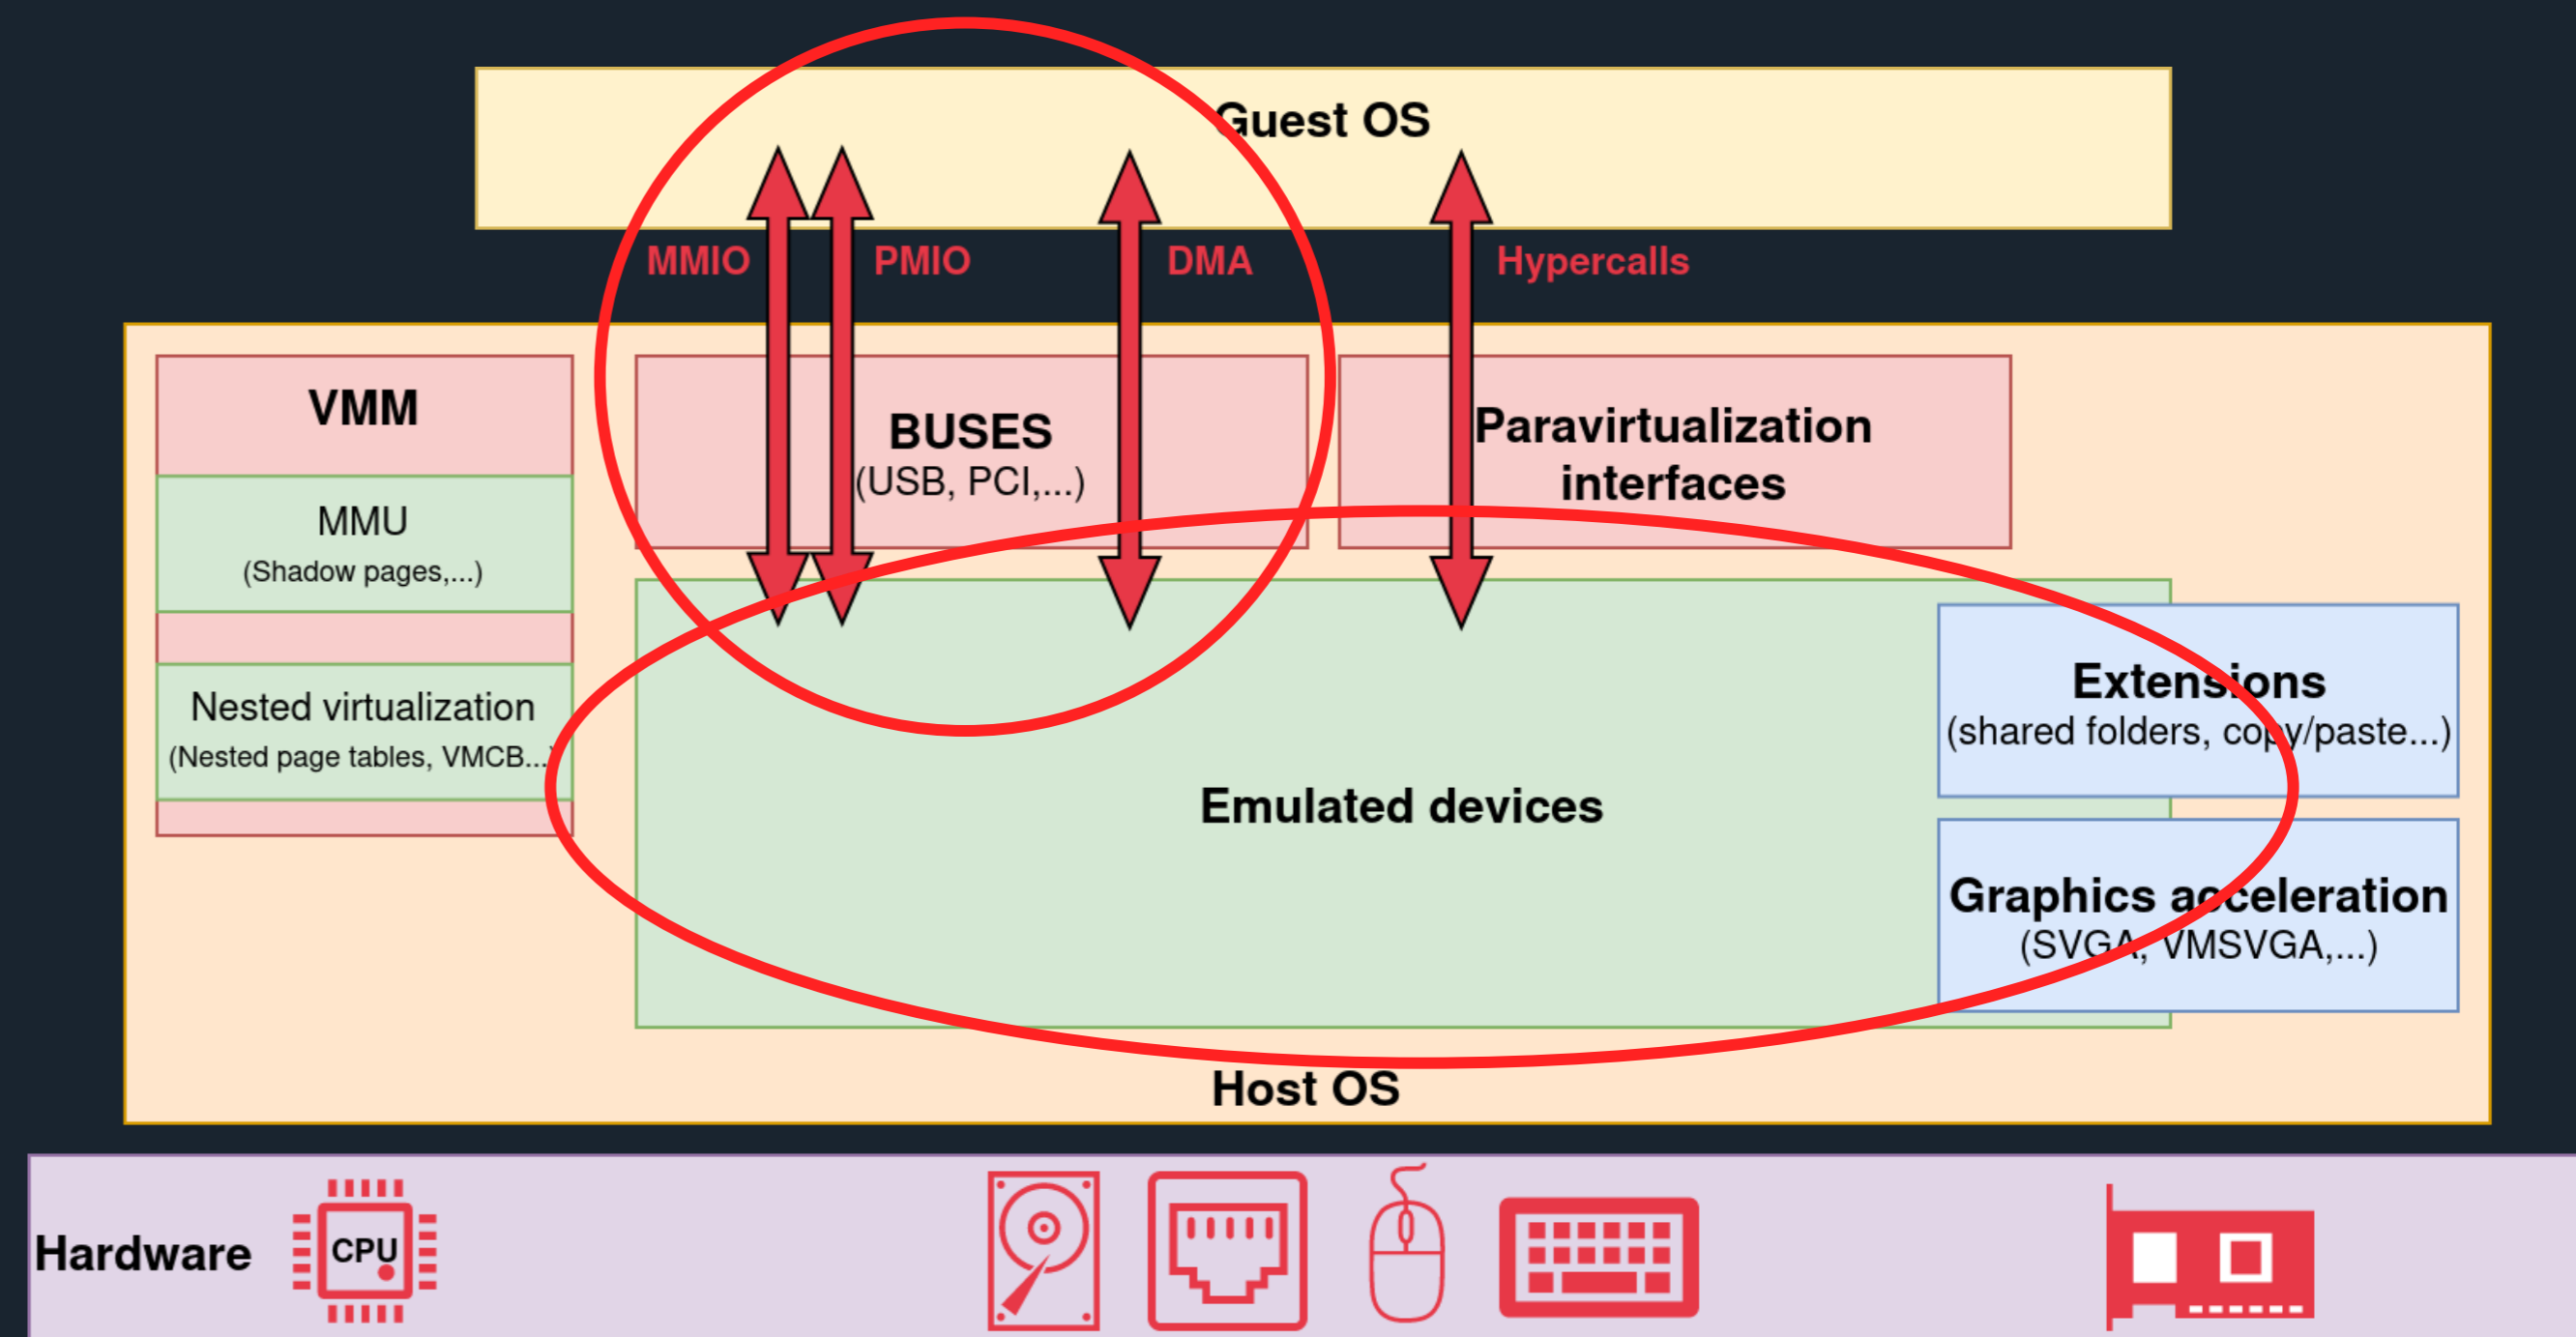 Guest OS
MMIO
PMIO
DMA
Hypercalls
VMM
MMU
(Shadow pages,...)
Nested virtualization
(Nested page tables, VMCB...)
BUSES
(USB, PCI,...)
Paravirtualization
interfaces
Emulated devices
Extensions
(shared folders, copy/paste...)
Graphics acceleration
(SVGA, VMSVGA,...)
Host OS
Hardware
CPU